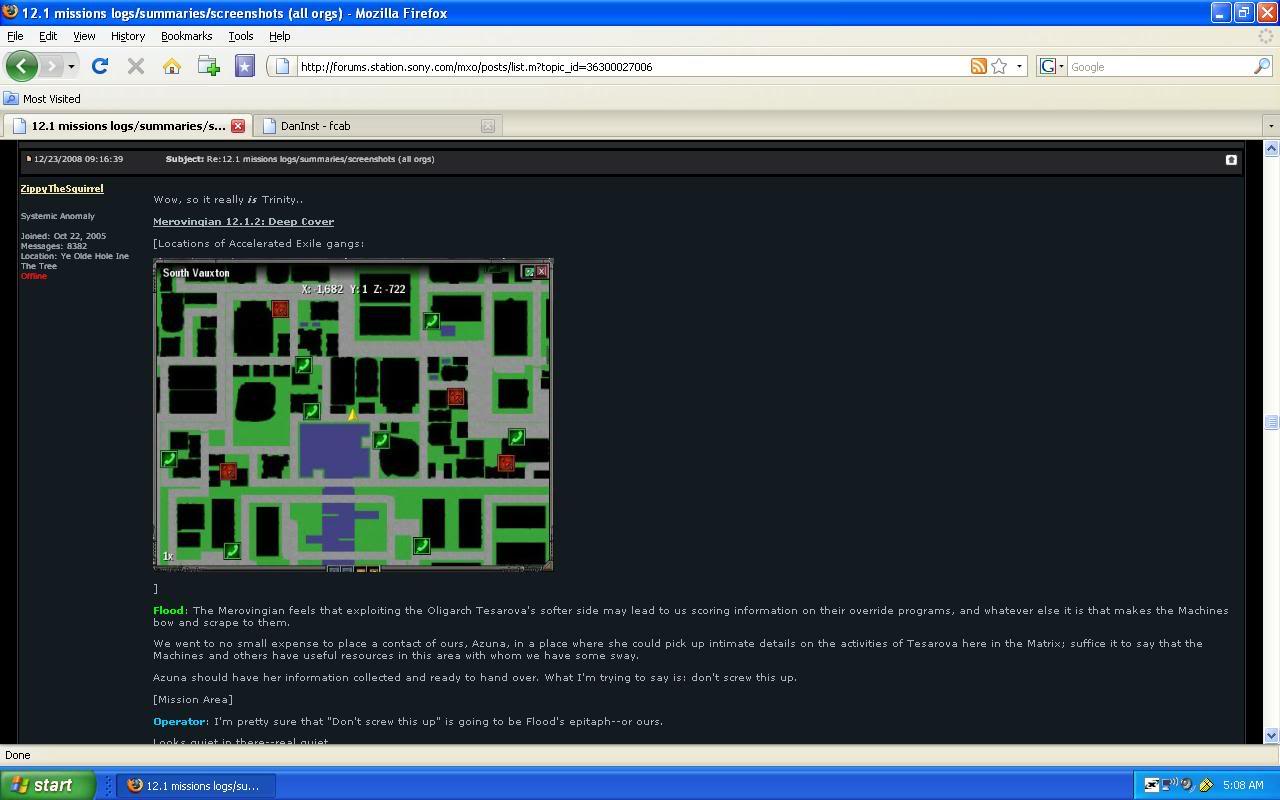 12.1 missions logs/summaries/screenshots (all orgs) - Mozilla Firefox
File Edit View History Bookmarks Tools Help
http://forums.station.sony.com/mxo/posts/list.m?topic_id=36300027006
Google
Most Visited
12.1 missions logs/summaries/s...
DanInst - fcab
12/23/2008 09:16:39
Subject: Re:12.1 missions logs/summaries/screenshots (all orgs)
ZippyTheSquirrel
Systemic Anomaly
Joined: Oct 22, 2005
Messages: 8382
Location: Ye Olde Hole Ine
The Tree
Offline
Wow, so it really is Trinity..
Merovingian 12.1.2: Deep Cover
[Locations of Accelerated Exile gangs:
South Vauxton
X: -1,682 Y: 1 Z: -722
1x
]
Flood: The Merovingian feels that exploiting the Oligarch Tesarova's softer side may lead to us scoring information on their override programs, and whatever else it is that makes the Machines
bow and scrape to them.
We went to no small expense to place a contact of ours, Azuna, in a place where she could pick up intimate details on the activities of Tesarova here in the Matrix; suffice it to say that the
Machines and others have useful resources in this area with whom we have some sway.
Azuna should have her information collected and ready to hand over. What I'm trying to say is: don't screw this up.
[Mission Area]
Operator: I'm pretty sure that "Don't screw this up" is going to be Flood's epitaph--or ours.
Looks quiet in there--real quiet.
Done
start
12.1 missions logs/su...
5:08 AM